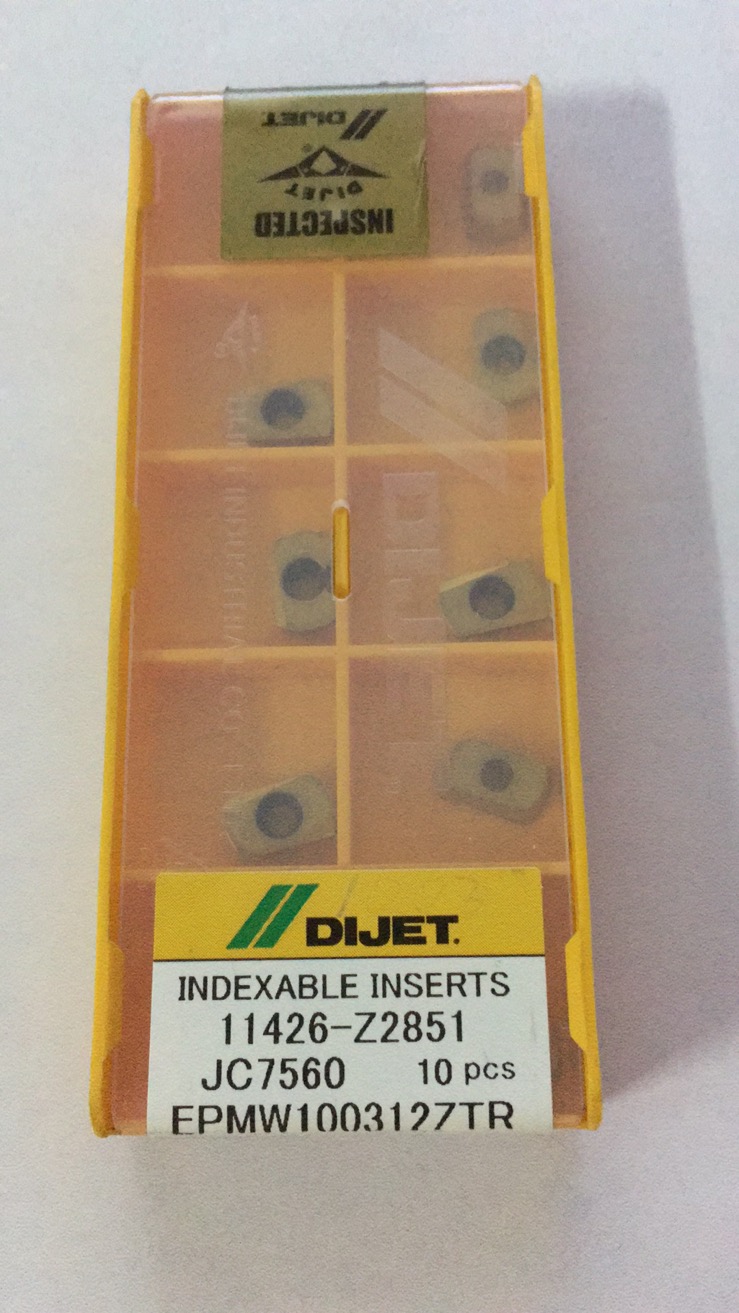 DIJET
DIJET
INSPECTED
DIJET.
INDEXABLE INSERTS
11426-Z2851
JC7560 10 pcs
EPMW100312ZTR